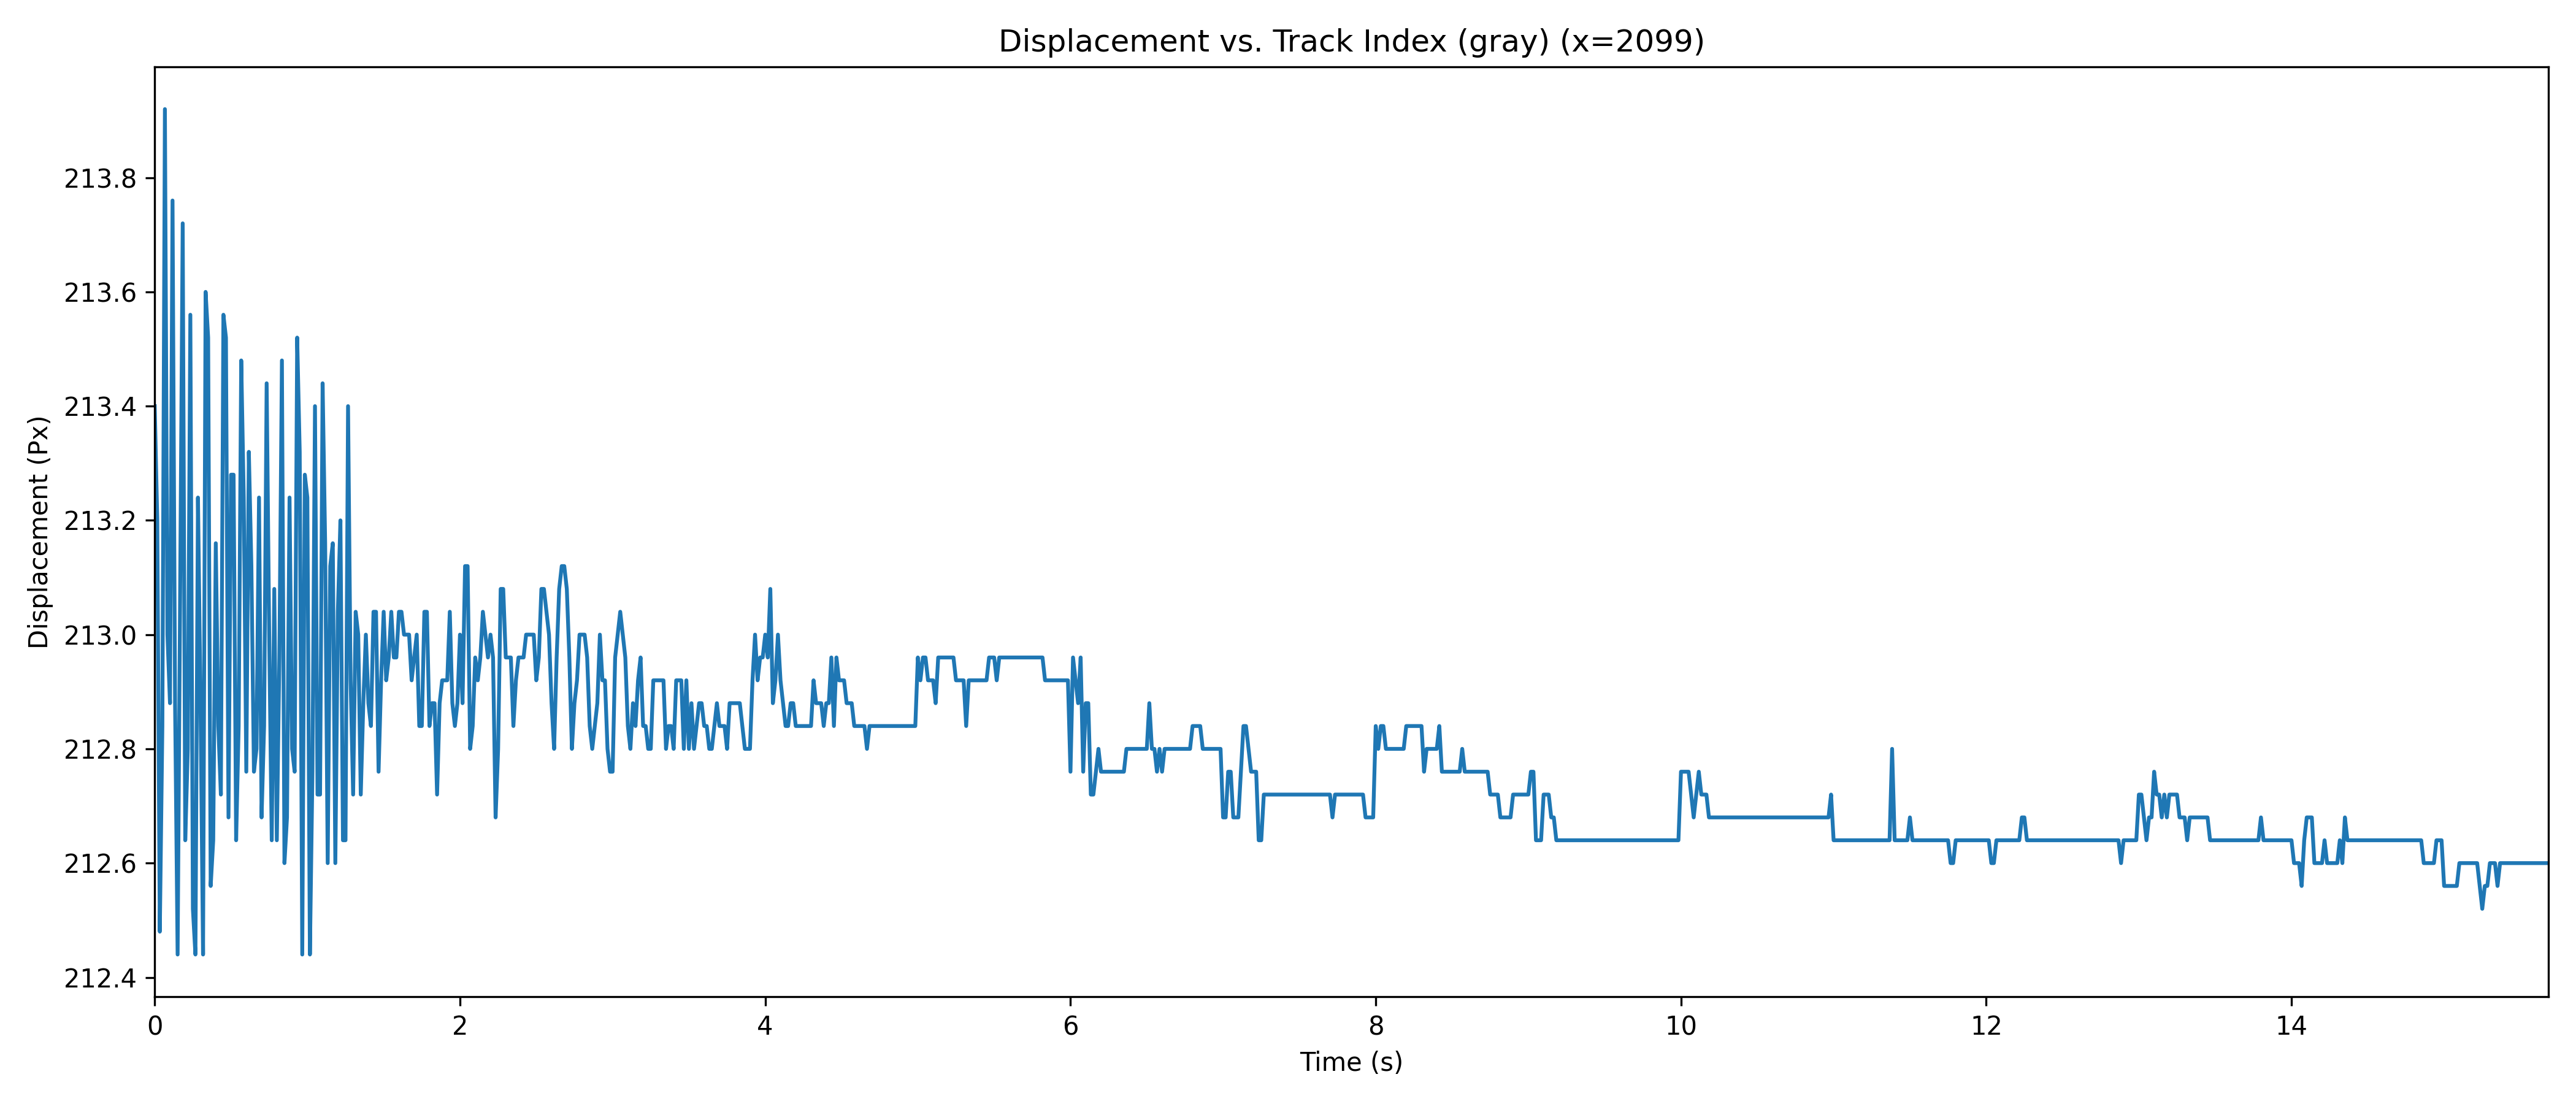 Displacement vs. Track Index (gray) (x=2099)
Displacement (Px)
213.8
213.6
213.4
213.2
213.0
212.8
212.6
212.4
0 2 4 6 8 10 12 14
Time (s)